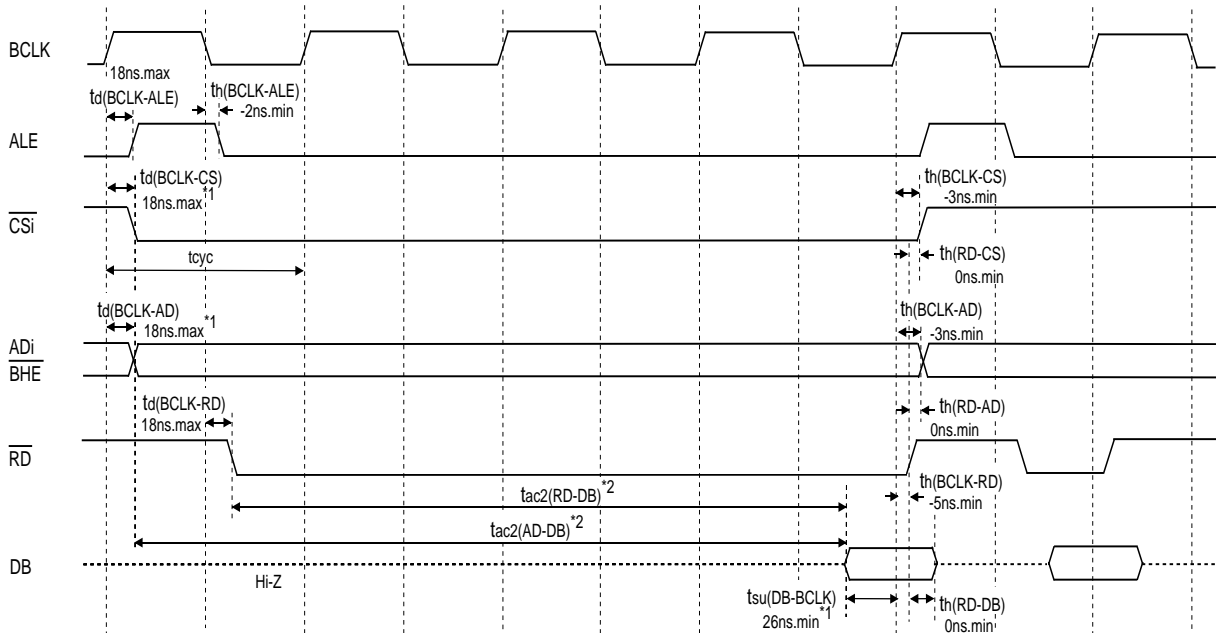 BCLK
18ns.max
td(BCLK-ALE)
th(BCLK-ALE)
-2ns.min
ALE
td(BCLK-CS)
18ns.max*1
th(BCLK-CS)
-3ns.min
CSi
tcyc
th(RD-CS)
0ns.min
td(BCLK-AD)
18ns.max*1
th(BCLK-AD)
-3ns.min
ADi
BHE
td(BCLK-RD)
18ns.max
th(RD-AD)
0ns.min
RD
tac2(RD-DB)*2
th(BCLK-RD)
-5ns.min
tac2(AD-DB)*2
DB
Hi-Z
tsu(DB-BCLK)
26ns.min*1
th(RD-DB)
0ns.min